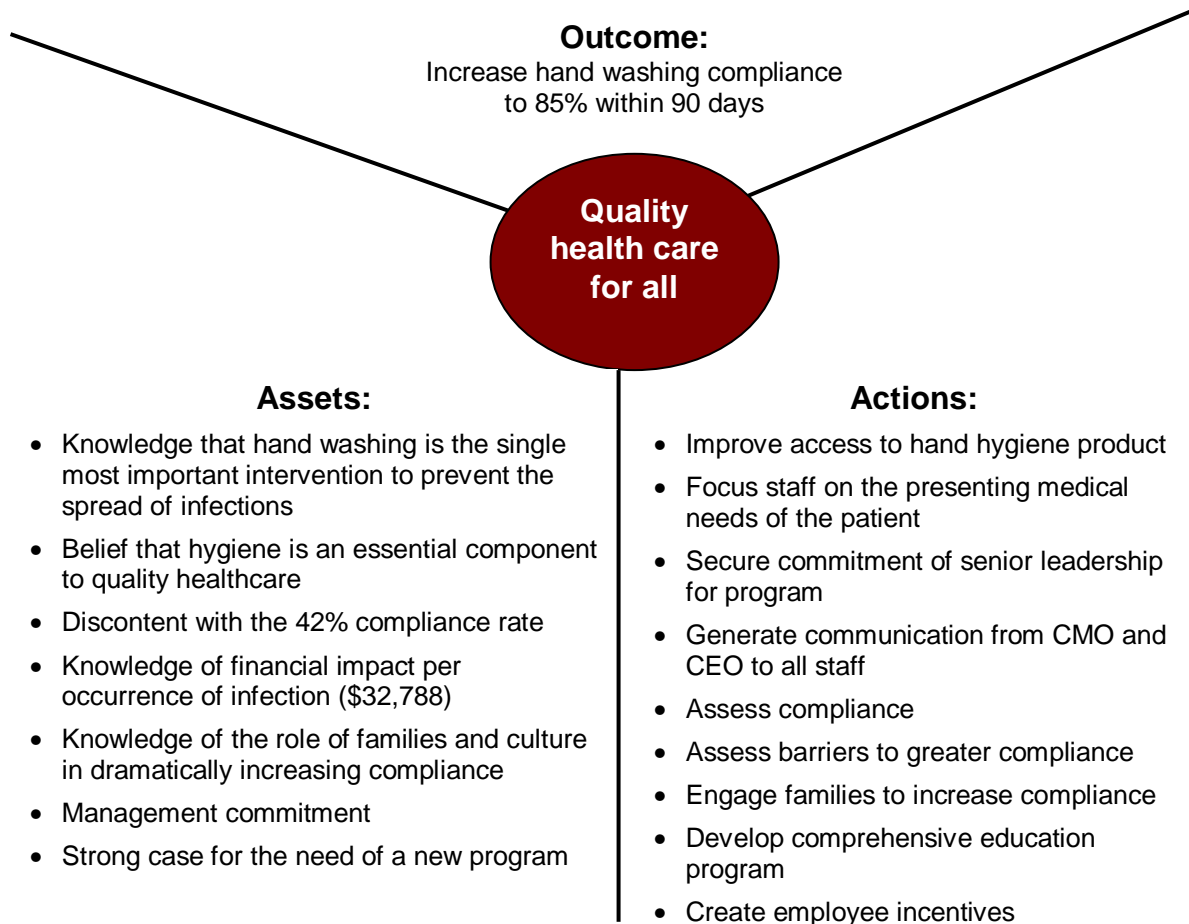 Outcome:
Increase hand washing compliance
to 85% within 90 days
Quality
health care
for all
Assets:
• Knowledge that hand washing is the single
most important intervention to prevent the
spread of infections
• Belief that hygiene is an essential component
to quality healthcare
• Discontent with the 42% compliance rate
• Knowledge of financial impact per
occurrence of infection ($32,788)
• Knowledge of the role of families and culture
in dramatically increasing compliance
• Management commitment
• Strong case for the need of a new program
Actions:
• Improve access to hand hygiene product
• Focus staff on the presenting medical
needs of the patient
• Secure commitment of senior leadership
for program
• Generate communication from CMO and
CEO to all staff
• Assess compliance
• Assess barriers to greater compliance
• Engage families to increase compliance
• Develop comprehensive education
program
• Create employee incentives